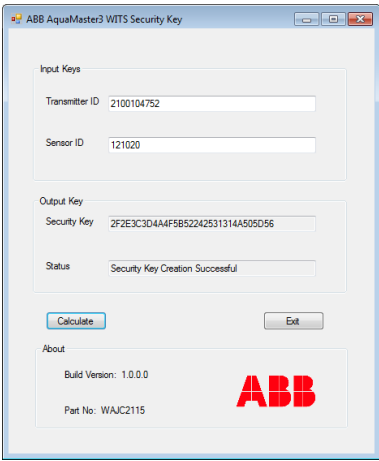 ABB AquaMaster3 WITS Security Key
Input Keys
Transmitter ID 2100104752
Sensor ID 121020
Output Key
Security Key 2F2E3C3D4A4F5B52242531314A505D56
Status Security Key Creation Successful
Calculate Exit
About
Build Version: 1.0.0.0
Part No: WAJC2115
ABB